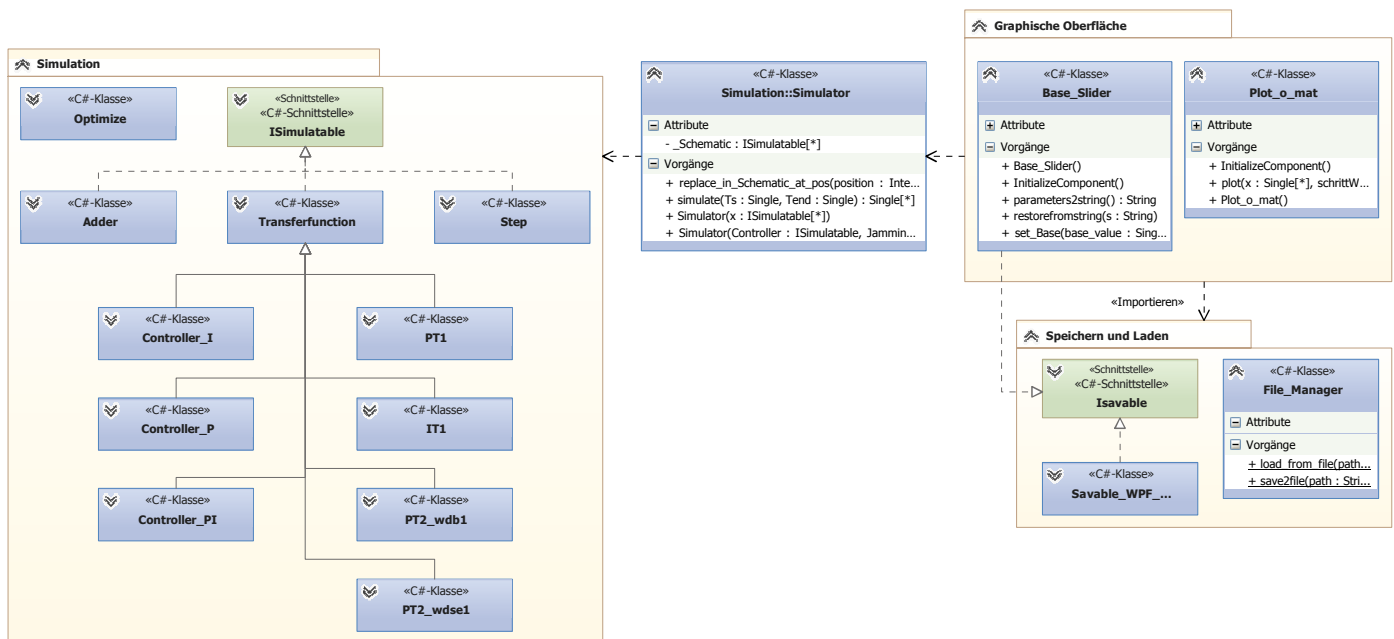 Simulation
«C#-Klasse»
Optimize
«Schnittstelle»
«C#-Schnittstelle»
ISimulatable
«C#-Klasse»
Adder
«C#-Klasse»
Transferfunction
«C#-Klasse»
Step
«C#-Klasse»
Controller_I
«C#-Klasse»
PT1
«C#-Klasse»
Controller_P
«C#-Klasse»
IT1
«C#-Klasse»
Controller_PI
«C#-Klasse»
PT2_wdb1
«C#-Klasse»
PT2_wdse1
«C#-Klasse»
Simulation::Simulator
Attribute
- _Schematic : ISimulatable[*]
Vorgänge
+ replace_in_Schematic_at_pos(position : Inte...
+ simulate(Ts : Single, Tend : Single) : Single[*]
+ Simulator(x : ISimulatable[*])
+ Simulator(Controller : ISimulatable, Jammin...
Graphische Oberfläche
«C#-Klasse»
Base_Slider
Attribute
Vorgänge
+ Base_Slider()
+ InitializeComponent()
+ parameters2string() : String
+ restorefromstring(s : String)
+ set_Base(base_value : Sing...
«C#-Klasse»
Plot_o_mat
Attribute
Vorgänge
+ InitializeComponent()
+ plot(x : Single[*], schrittW...
+ Plot_o_mat()
«Importieren»
Speichern und Laden
«Schnittstelle»
«C#-Schnittstelle»
Isavable
«C#-Klasse»
Savable_WPF_...
«C#-Klasse»
File_Manager
Attribute
Vorgänge
+ load_from_file(path...
+ save2file(path : Stri...